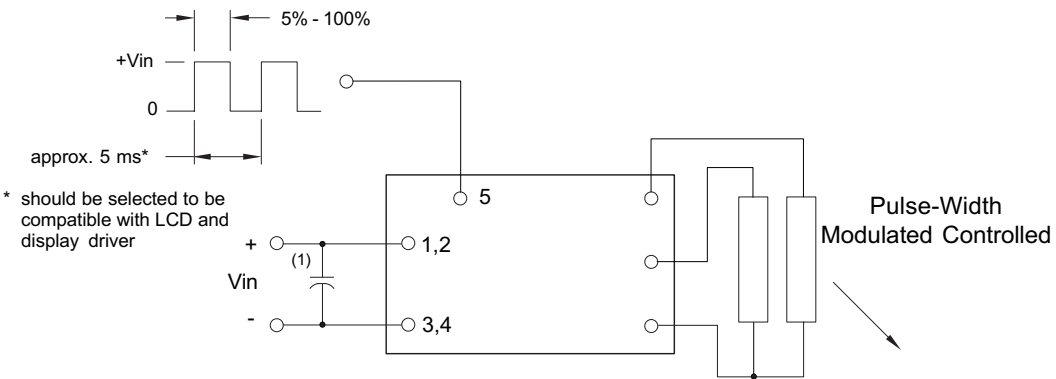 5% - 100%
+Vin
0
approx. 5 ms*
* should be selected to be
compatible with LCD and
display driver
5
+
1,2
(1)
Vin
-
3,4
Pulse-Width
Modulated Controlled